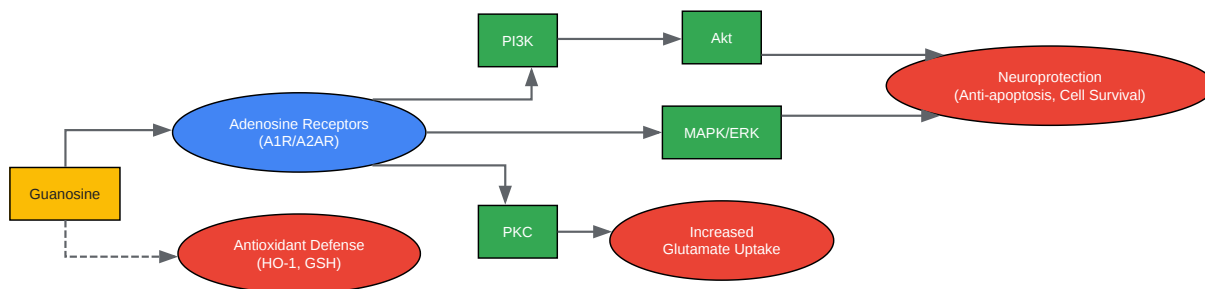 PI3K
Akt
Neuroprotection
(Anti-apoptosis, Cell Survival)
Adenosine Receptors
(A1R/A2AR)
MAPK/ERK
Guanosine
PKC
Increased
Glutamate Uptake
Antioxidant Defense
(HO-1, GSH)